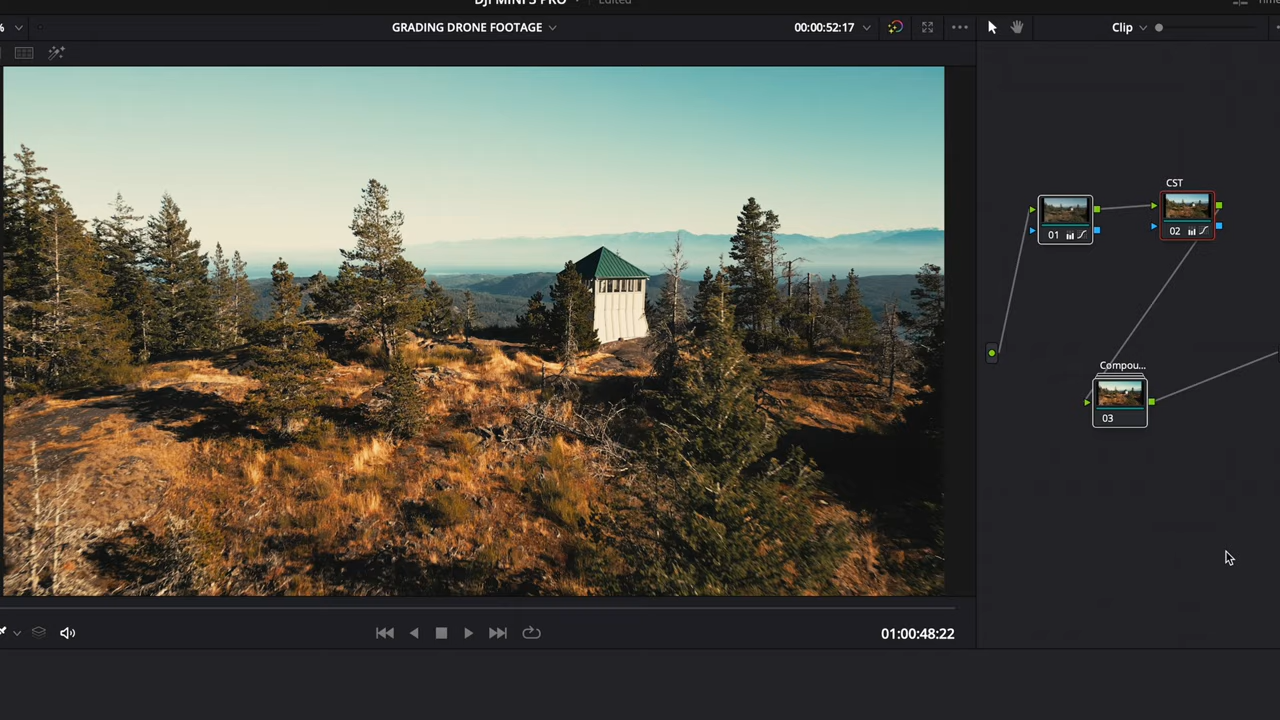 DJI MINI 3 PRO
Edited
Time
%
GRADING DRONE FOOTAGE
00:00:52:17
Clip
CST
01
02
Compou...
03
01:00:48:22